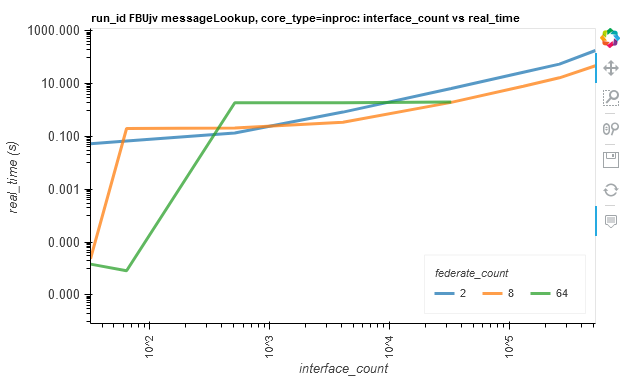 run_id FBUjv messageLookup, core_type=inproc: interface_count vs real_time
1000.000
10.000
0.100
0.001
0.000
0.000
real_time (s)
federate_count
2 8 64
10^2 10^3 10^4 10^5
interface_count